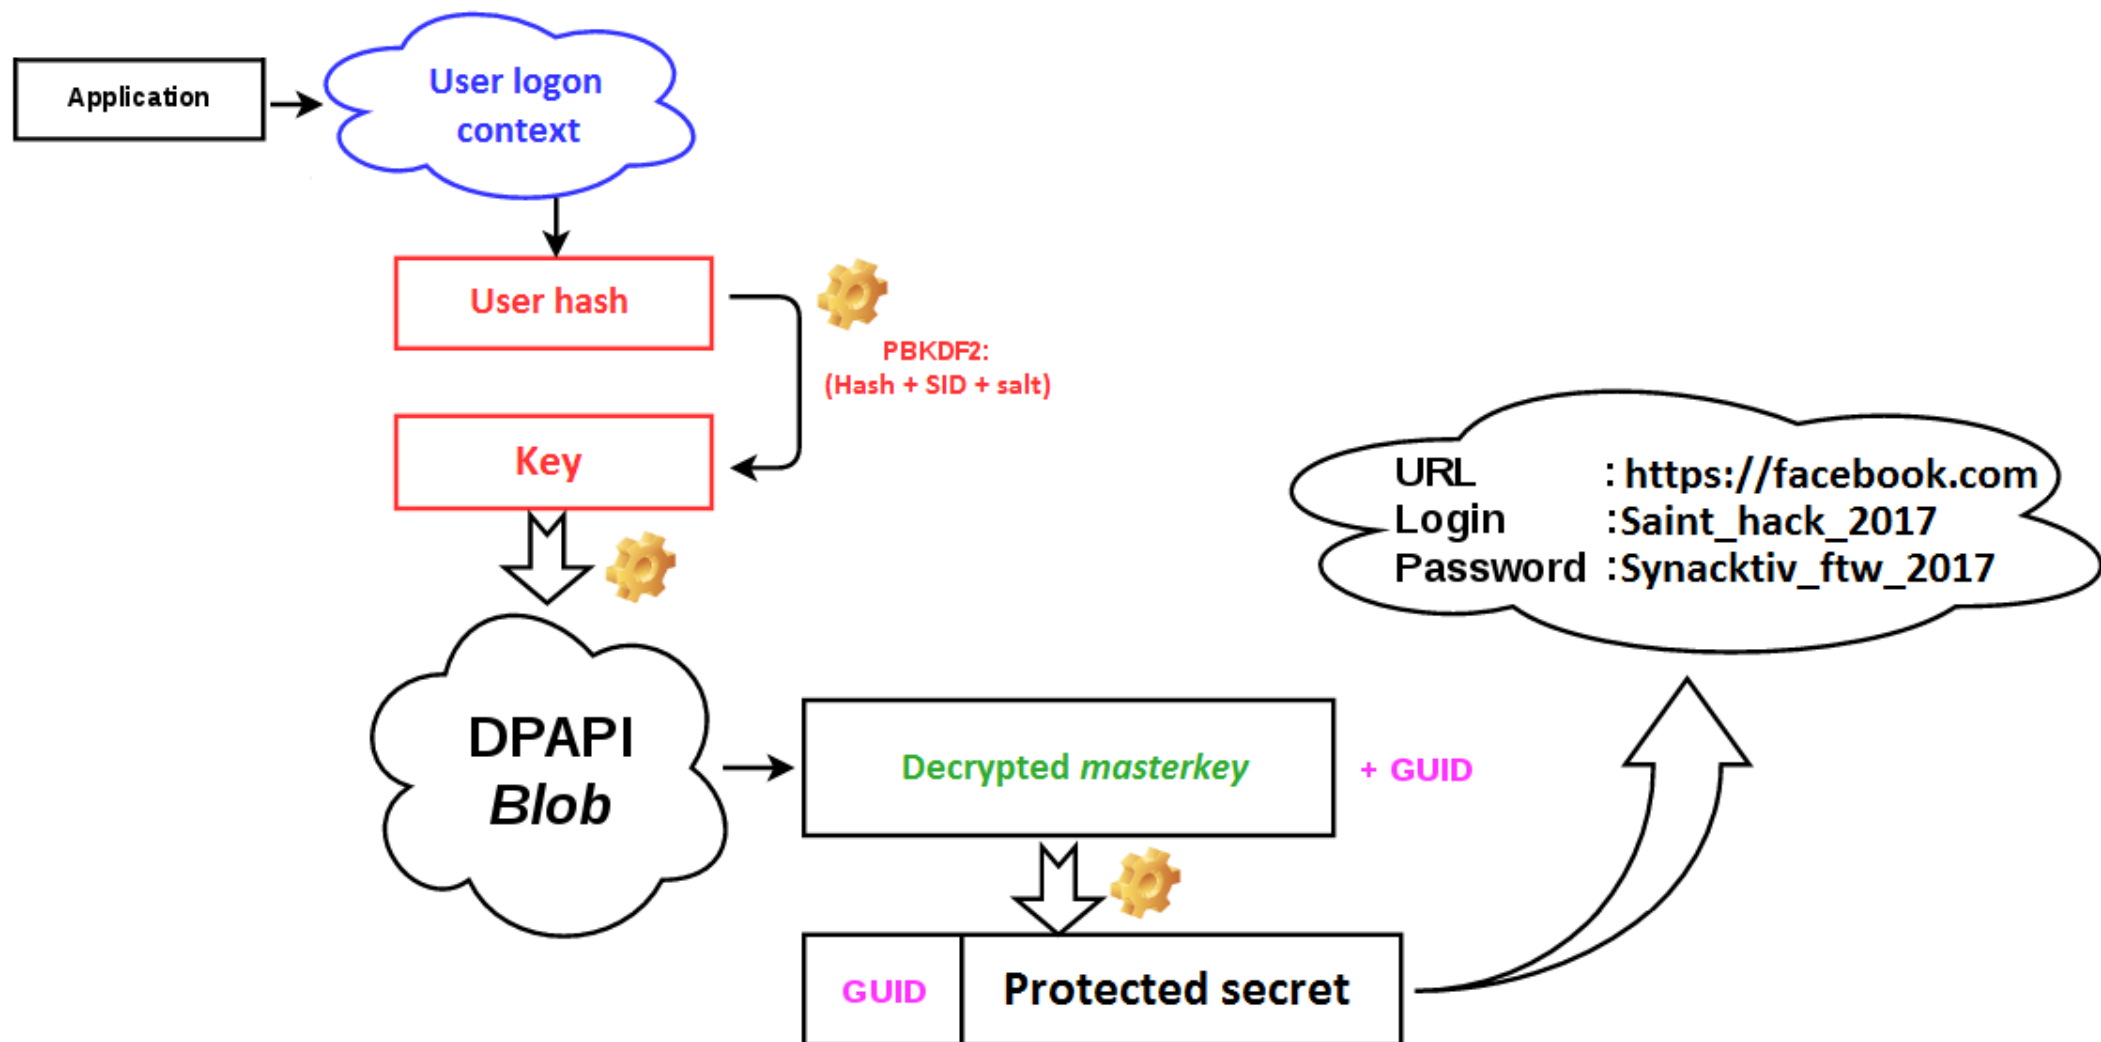 Application
User logon
context
User hash
PBKDF2:
(Hash + SID + salt)
Key
URL : https://facebook.com
Login :Saint_hack_2017
Password :Synacktiv_ftw_2017
DPAPI
Blob
Decrypted masterkey
+ GUID
GUID
Protected secret